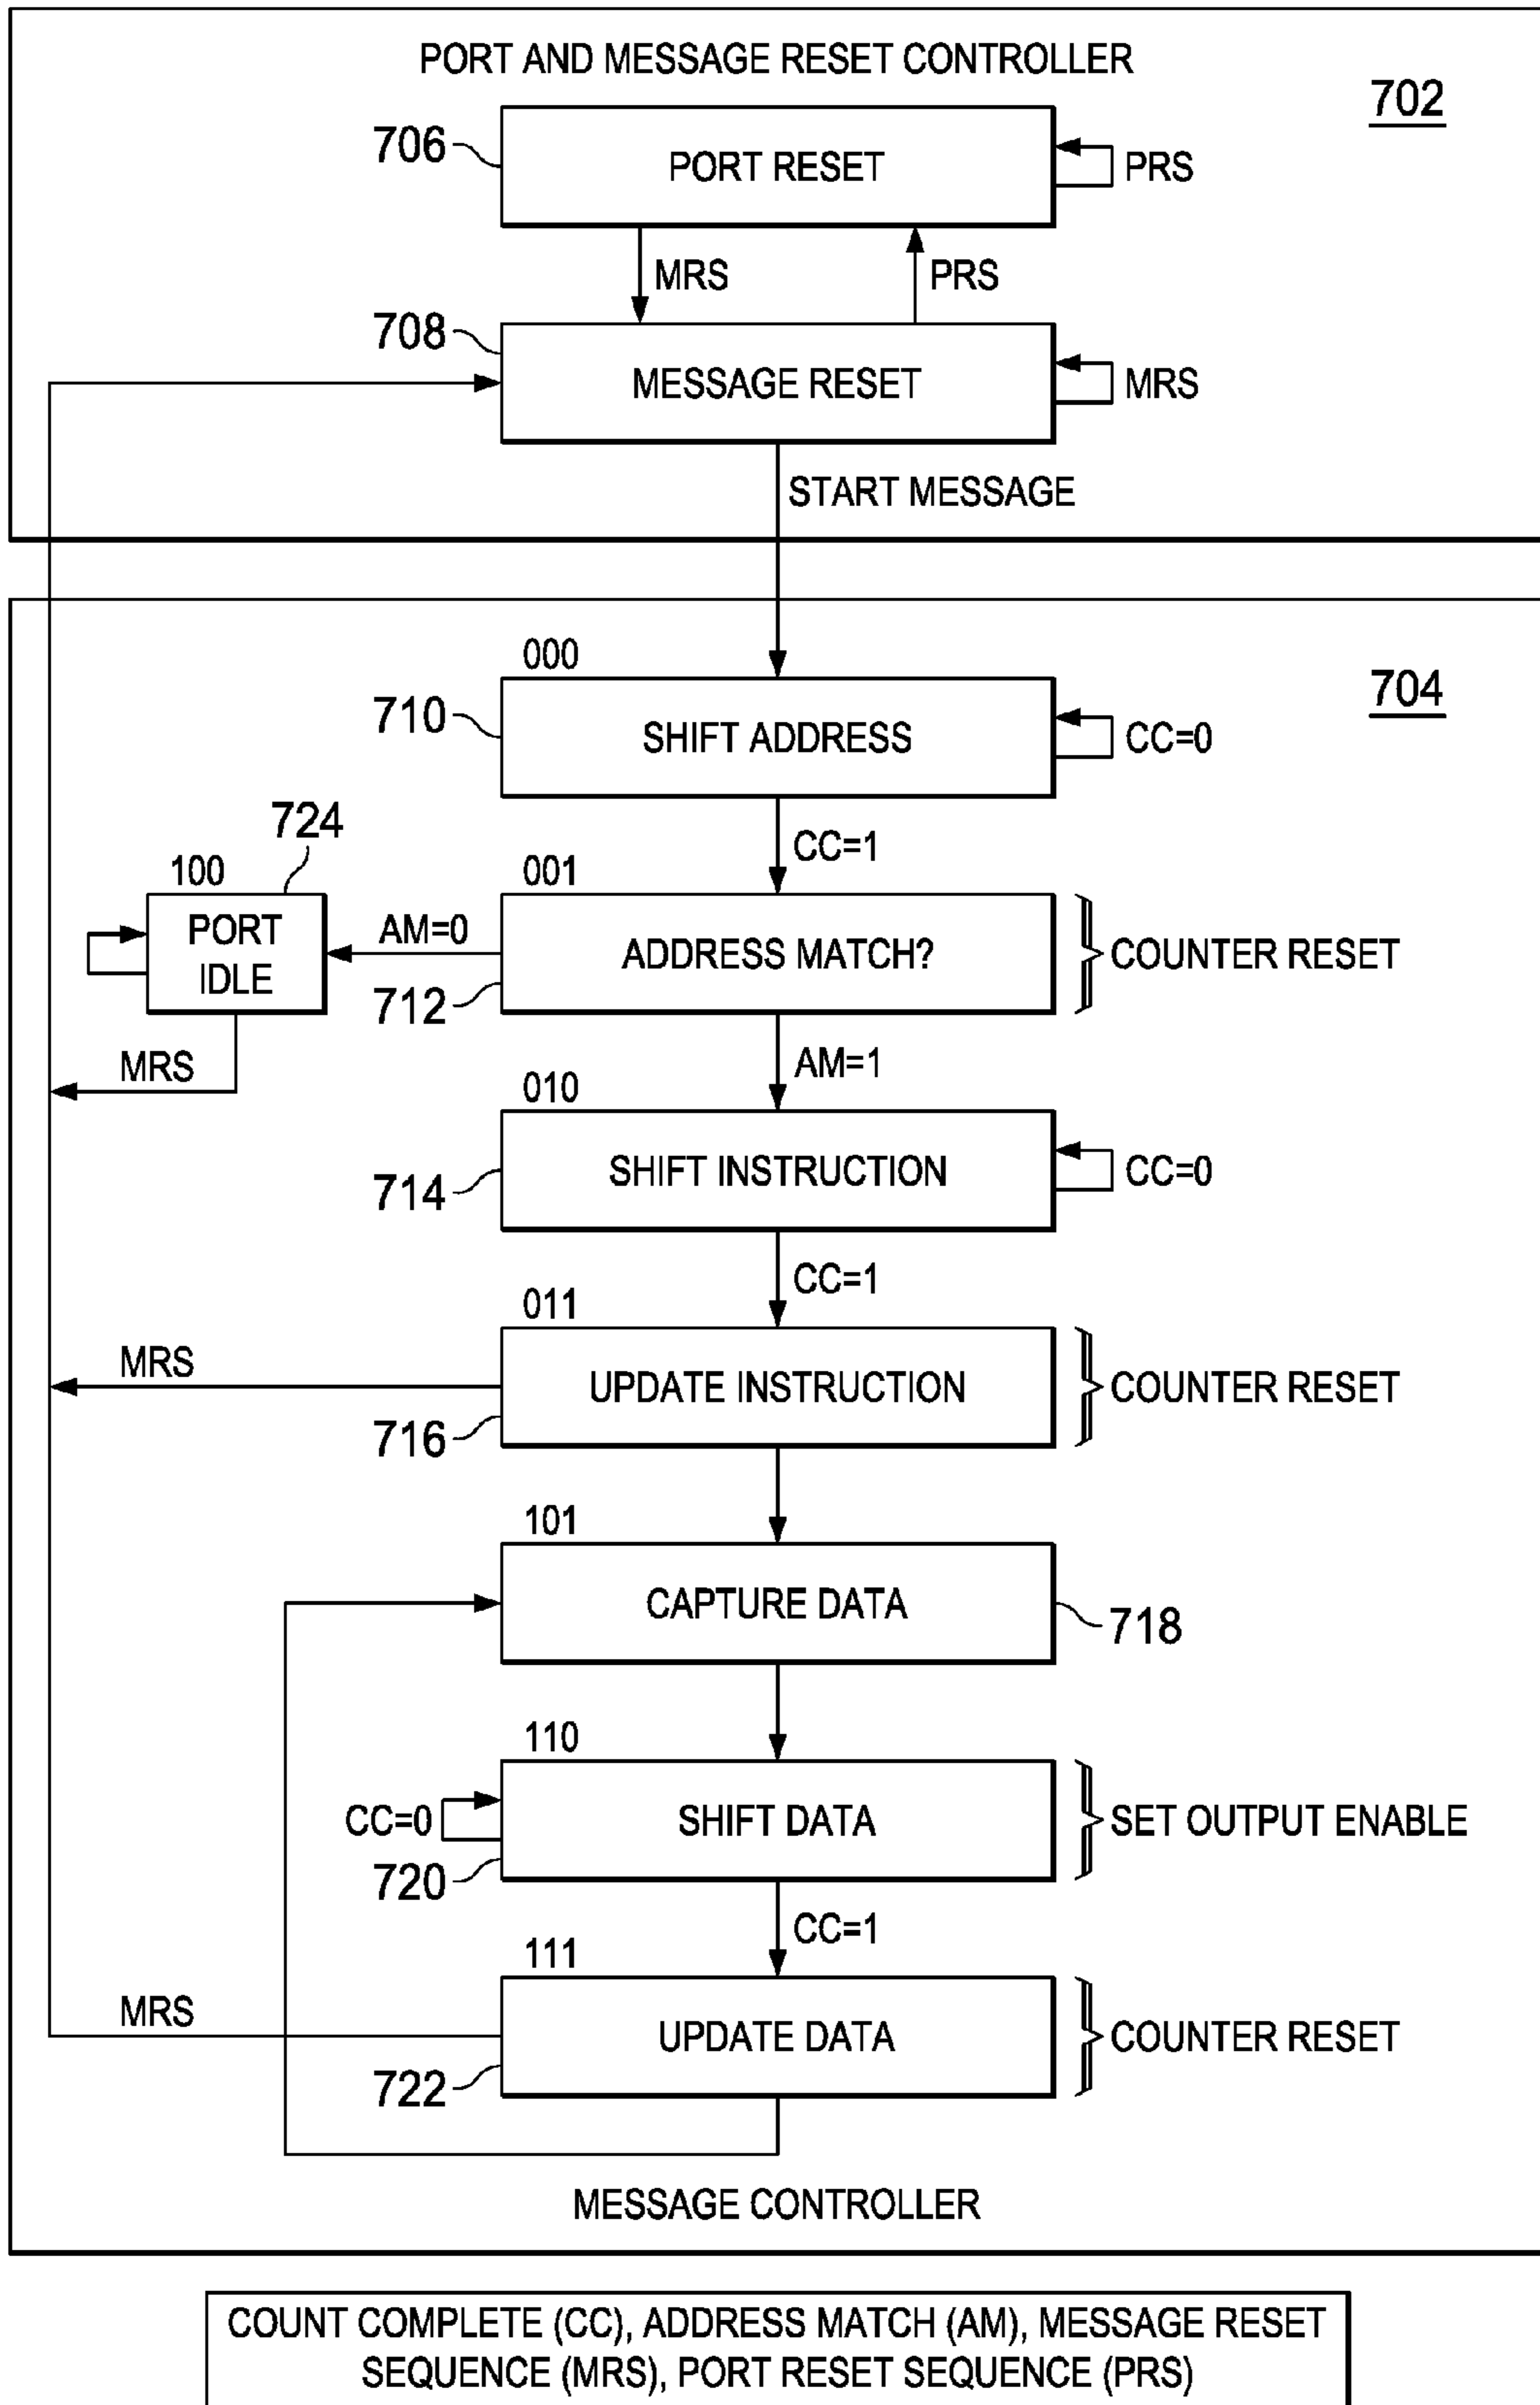 PORT AND MESSAGE RESET CONTROLLER
702
706
PORT RESET
PRS
MRS
PRS
708
MESSAGE RESET
MRS
START MESSAGE
000
704
710
SHIFT ADDRESS
CC=0
724
CC=1
100
001
PORT
IDLE
AM=0
ADDRESS MATCH?
COUNTER RESET
712
MRS
AM=1
010
SHIFT INSTRUCTION
CC=0
714
CC=1
011
MRS
UPDATE INSTRUCTION
COUNTER RESET
716
101
CAPTURE DATA
718
110
CC=0
SHIFT DATA
SET OUTPUT ENABLE
720
CC=1
111
MRS
UPDATE DATA
COUNTER RESET
722
MESSAGE CONTROLLER
COUNT COMPLETE (CC), ADDRESS MATCH (AM), MESSAGE RESET
SEQUENCE (MRS), PORT RESET SEQUENCE (PRS)